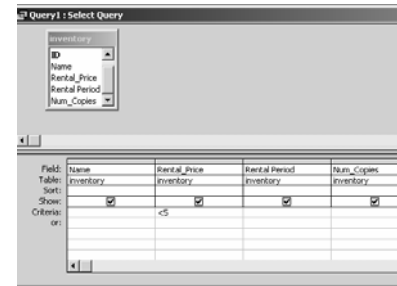 Query1 : Select Query
inventory
ID
Name
Rental_Price
Rental Period
Num_Copies
Field: Name Rental_Price Rental Period Num_Copies
Table: inventory inventory inventory inventory
Sort:
Show:
Criteria: <5
or: